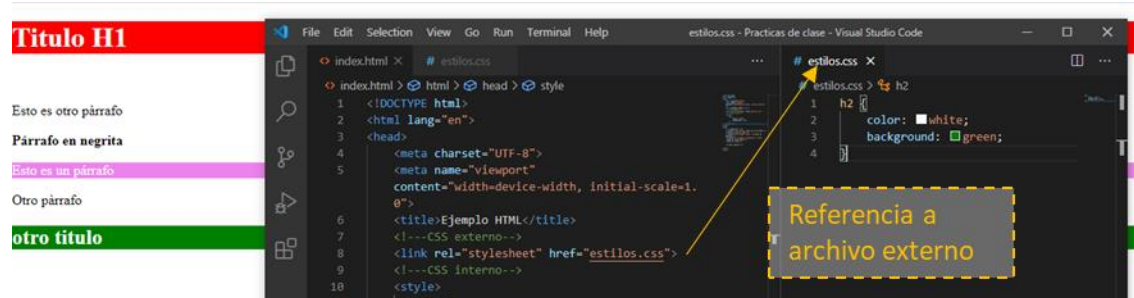 Titulo H1
Esto es otro pàrrafo
Pàrrafo en negrita
Esto es un pàrrafo
Otro pàrrafo
otro titulo
File Edit Selection View Go Run Terminal Help
estilos.css - Practicas de clase - Visual Studio Code
index.html
# estilos.css
index.html > html > head > style
1 <!DOCTYPE html>
2 <html lang="en">
3 <head>
4 <meta charset="UTF-8">
5 <meta name="viewport"
content="width=device-width, initial-scale=1.
0">
6 <title>Ejemplo HTML</title>
7 <!---CSS externo-->
8 <link rel="stylesheet" href="estilos.css">
9 <!---CSS interno-->
10 <style>
# estilos.css
# estilos.css > h2
1 h2 {
2 color: white;
3 background: green;
4 }
Referencia a
archivo externo